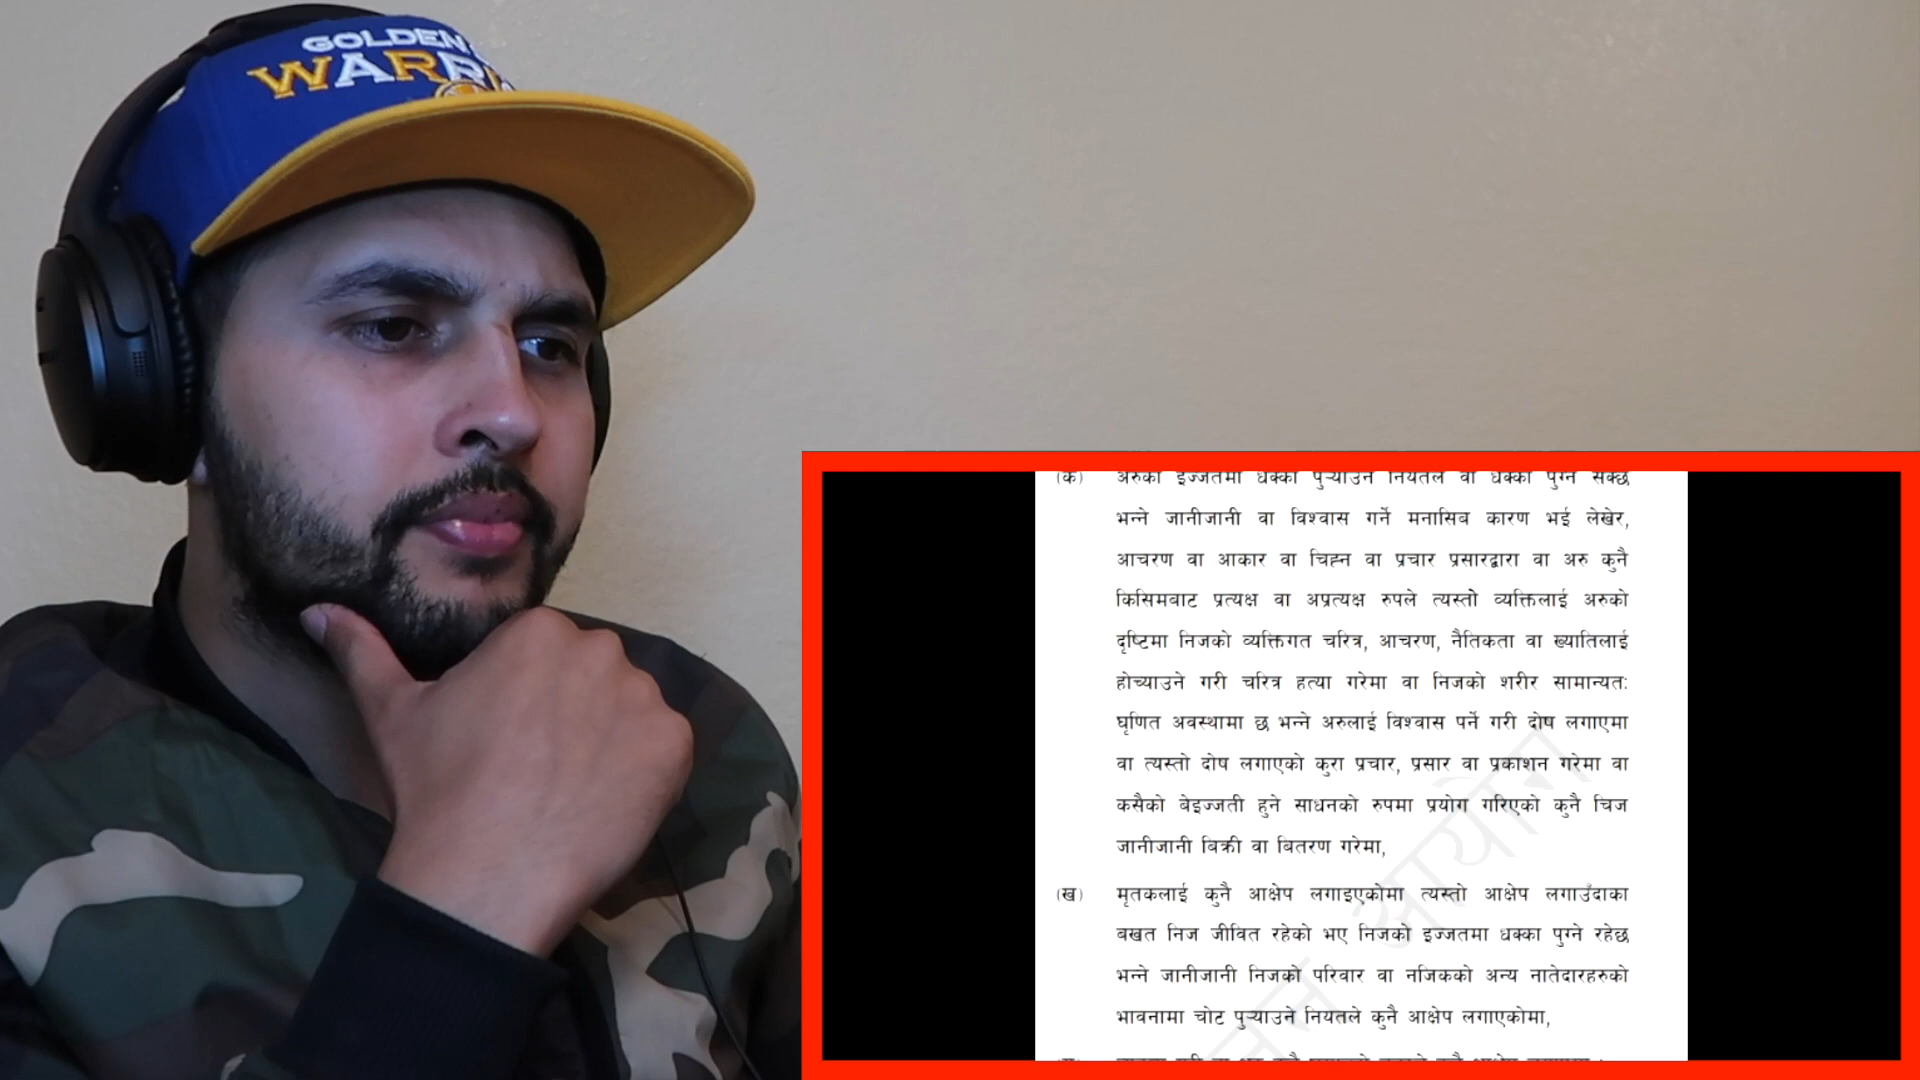 GOLDEN
WARR
(क) अरुको इज्जतमा धक्का पुऱ्याउने नियतले वा धक्का पुग्न सक्छ
भन्ने जानीजानी वा विश्वास गर्ने मनासिब कारण भई लेखेर,
आचरण वा आकार वा चिह्न वा प्रचार प्रसारद्वारा वा अरु कुनै
किसिमबाट प्रत्यक्ष वा अप्रत्यक्ष रुपले त्यस्तो व्यक्तिलाई अरुको
दृष्टिमा निजको व्यक्तिगत चरित्र, आचरण, नैतिकता वा ख्यातिलाई
होच्याउने गरी चरित्र हत्या गरेमा वा निजको शरीर सामान्यत:
घृणित अवस्थामा छ भन्ने अरुलाई विश्वास पर्ने गरी दोष लगाएमा
वा त्यस्तो दोष लगाएको कुरा प्रचार, प्रसार वा प्रकाशन गरेमा वा
कसैको बेइज्जती हुने साधनको रुपमा प्रयोग गरिएको कुनै चिज
जानीजानी बिक्री वा बितरण गरेमा,
(ख) मृतकलाई कुनै आक्षेप लगाइएकोमा त्यस्तो आक्षेप लगाउँदाका
बखत निज जीवित रहेको भए निजको इज्जतमा धक्का पुग्ने रहेछ
भन्ने जानीजानी निजको परिवार वा नजिकको अन्य नातेदारहरुको
भावनामा चोट पुऱ्याउने नियतले कुनै आक्षेप लगाएकोमा,
आयोग